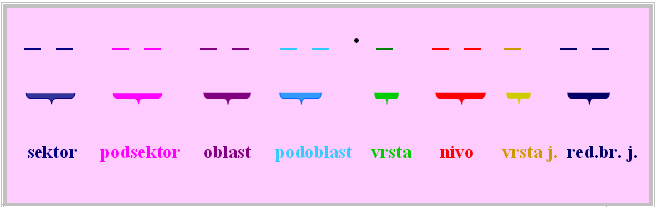 _ _ _ _ _ _ _ _ . _ _ _ _ _ _
sektor podsektor oblast podoblast vrsta nivo vrsta j. red.br. j.